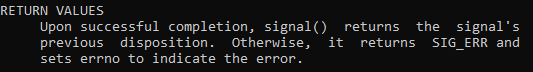 RETURN VALUES
Upon successful completion, signal() returns the signal's
previous disposition. Otherwise, it returns SIG_ERR and
sets errno to indicate the error.